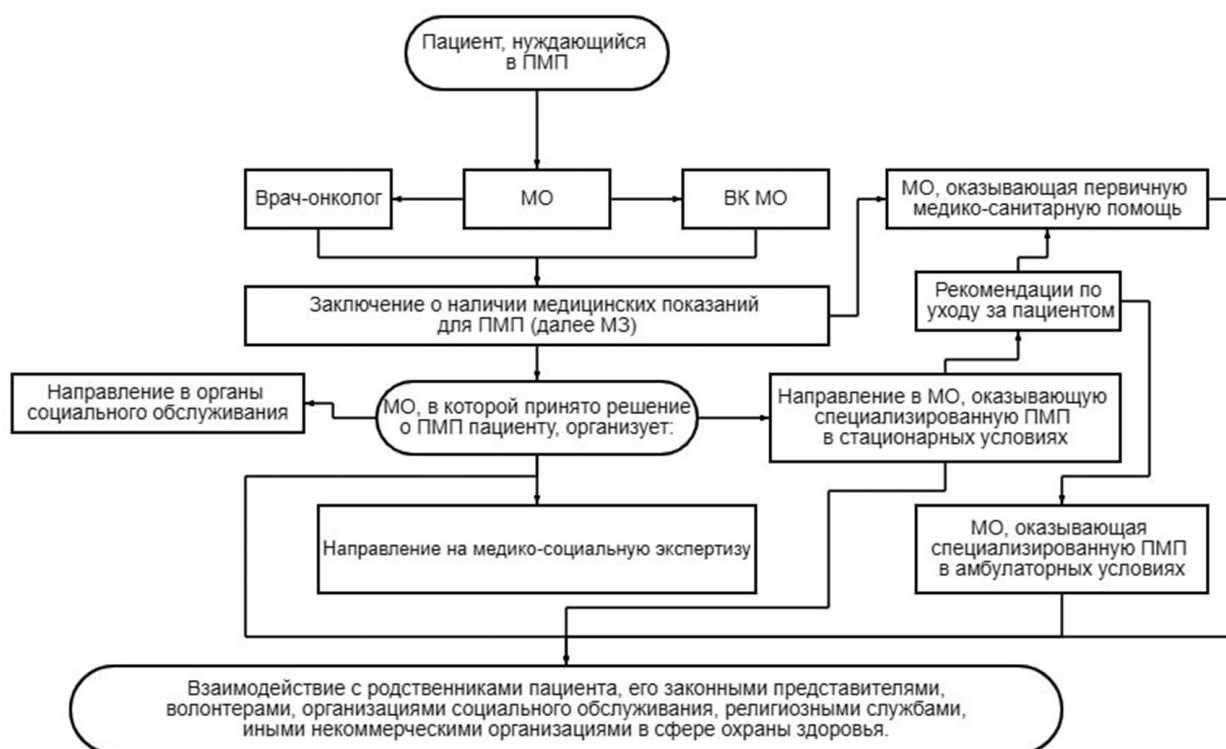 Пациент, нуждающийся
в ПМП
Врач-онколог
МО
ВК МО
МО, оказывающая первичную
медико-санитарную помощь
Заключение о наличии медицинских показаний
для ПМП (далее МЗ)
Рекомендации по
уходу за пациентом
Направление в органы
социального обслуживания
МО, в которой принято решение
о ПМП пациенту, организует:
Направление в МО, оказывающую
специализированную ПМП
в стационарных условиях
Направление на медико-социальную экспертизу
МО, оказывающая
специализированную ПМП
в амбулаторных условиях
Взаимодействие с родственниками пациента, его законными представителями,
волонтерами, организациями социального обслуживания, религиозными службами,
иными некоммерческими организациями в сфере охраны здоровья.